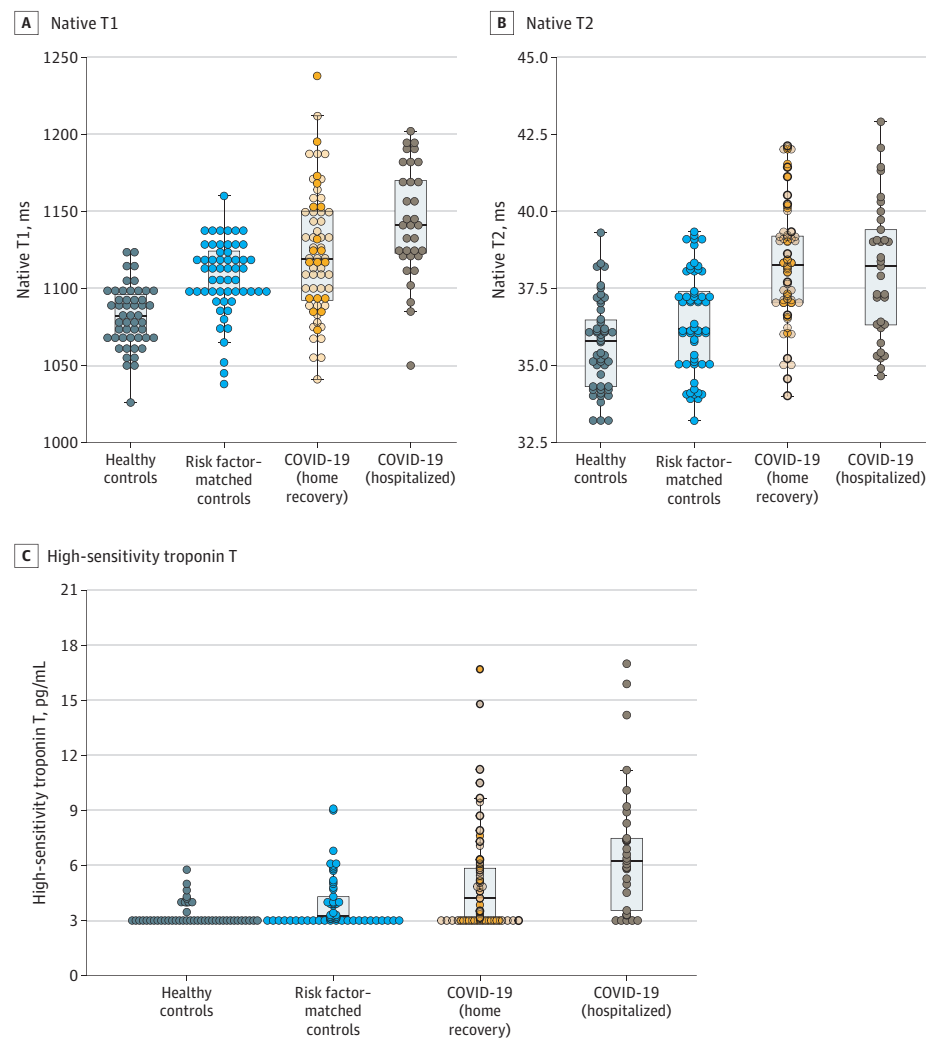 A Native T1
Native T1, ms
1250
1200
1150
1100
1050
1000
Healthy
controls
Risk factor-
matched
controls
COVID-19
(home
recovery)
COVID-19
(hospitalized)
B Native T2
Native T2, ms
45.0
42.5
40.0
37.5
35.0
32.5
Healthy
controls
Risk factor-
matched
controls
COVID-19
(home
recovery)
COVID-19
(hospitalized)
C High-sensitivity troponin T
High-sensitivity troponin T, pg/mL
21
18
15
12
9
6
3
0
Healthy
controls
Risk factor-
matched
controls
COVID-19
(home
recovery)
COVID-19
(hospitalized)